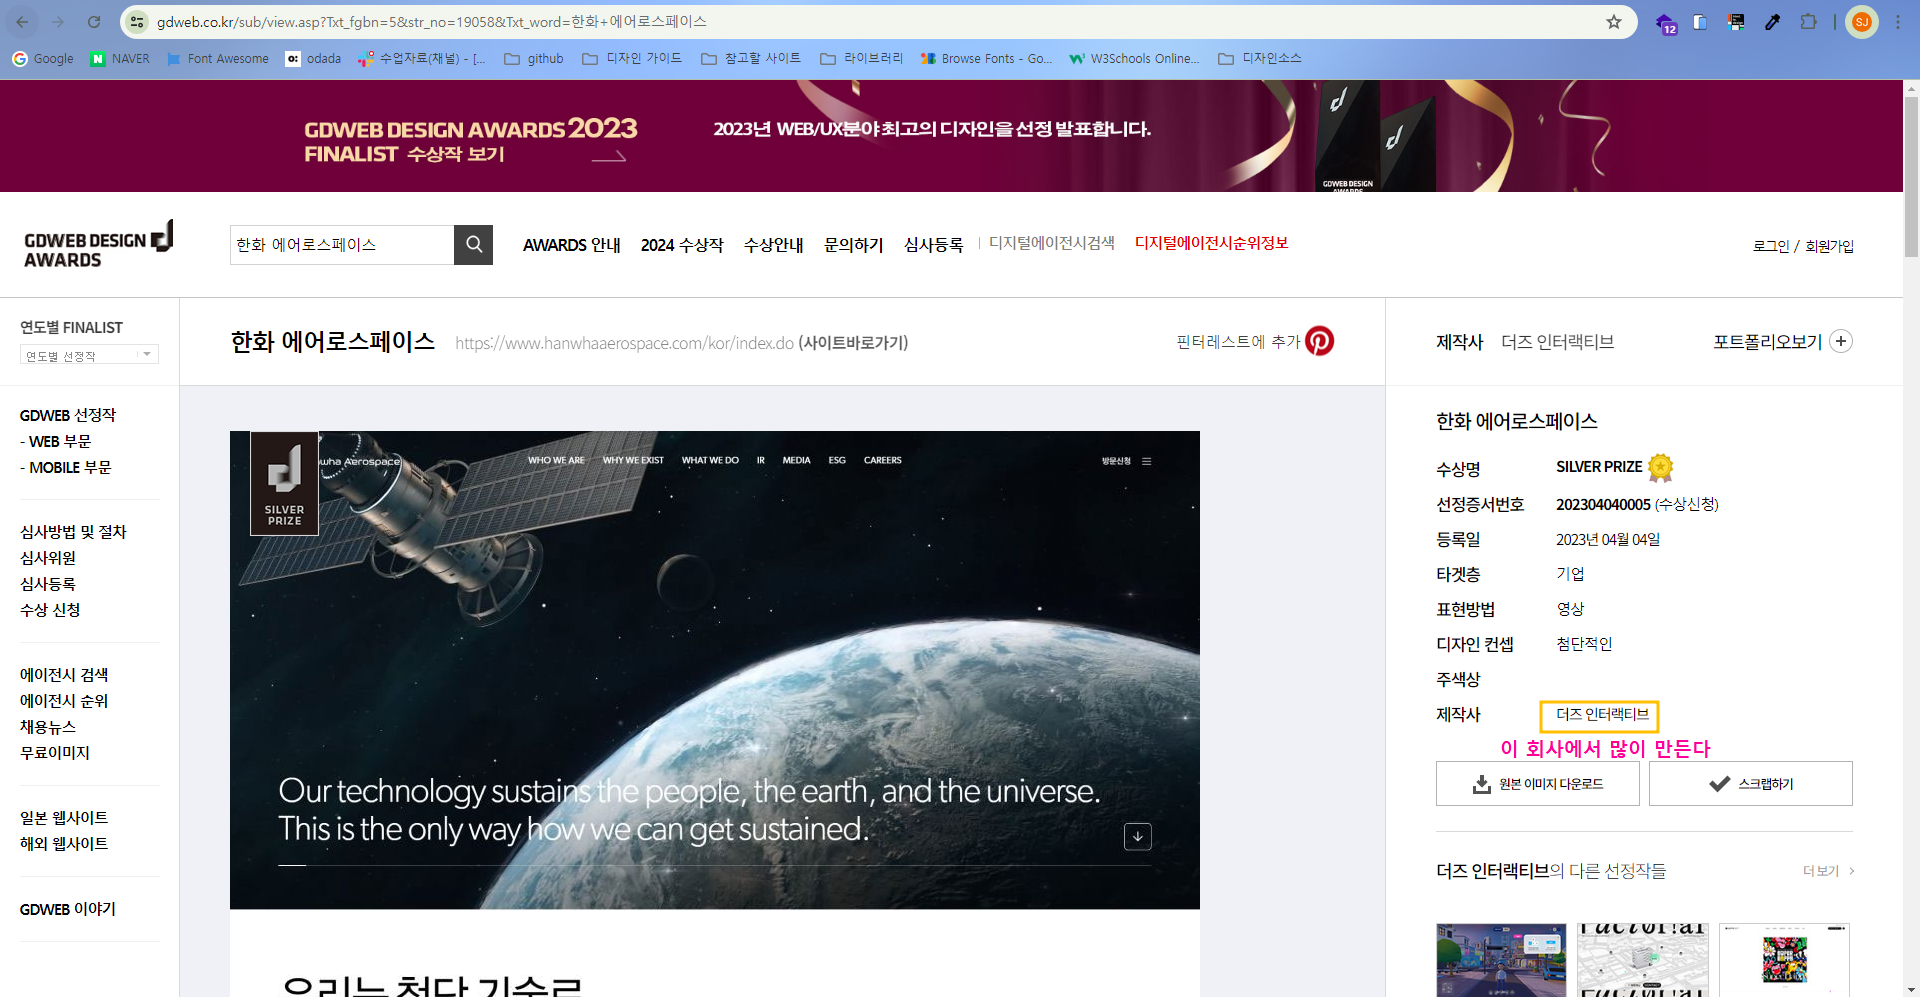 gdweb.co.kr/sub/view.asp?Txt_fgbn=5&str_no=19058&Txt_word=한화+에어로스페이스
12
SJ
Google
NAVER
Font Awesome
odada
수업자료(채널) - [...
github
디자인 가이드
참고할 사이트
라이브러리
Browse Fonts - Go...
W3Schools Online...
디자인소스
GDWEB DESIGN AWARDS 2023
FINALIST 수상작 보기
2023년 WEB/UX분야 최고의 디자인을 선정 발표합니다.
GDWEB DESIGN
AWARDS
GDWEB DESIGN
AWARDS
한화 에어로스페이스
AWARDS 안내
2024 수상작
수상안내
문의하기
심사등록
디지털에이전시검색
디지털에이전시순위정보
로그인 / 회원가입
연도별 FINALIST
연도별 선정작
GDWEB 선정작
- WEB 부문
- MOBILE 부문
심사방법 및 절차
심사위원
심사등록
수상 신청
에이전시 검색
에이전시 순위
채용뉴스
무료이미지
일본 웹사이트
해외 웹사이트
GDWEB 이야기
한화 에어로스페이스
https://www.hanwhaaerospace.com/kor/index.do (사이트바로가기)
핀터레스트에 추가
SILVER
PRIZE
wha Aerospace
WHO WE ARE
WHY WE EXIST
WHAT WE DO
IR
MEDIA
ESG
CAREERS
방문신청
Our technology sustains the people, the earth, and the universe.
This is the only way how we can get sustained.
우리는 첨단 기술로
제작사 더즈 인터랙티브
포트폴리오보기
한화 에어로스페이스
수상명 SILVER PRIZE
선정증서번호 202304040005 (수상신청)
등록일 2023년 04월 04일
타겟층 기업
표현방법 영상
디자인 컨셉 첨단적인
주색상
제작사 더즈 인터랙티브
이 회사에서 많이 만든다
원본 이미지 다운로드
스크랩하기
더즈 인터랙티브의 다른 선정작들
더 보기